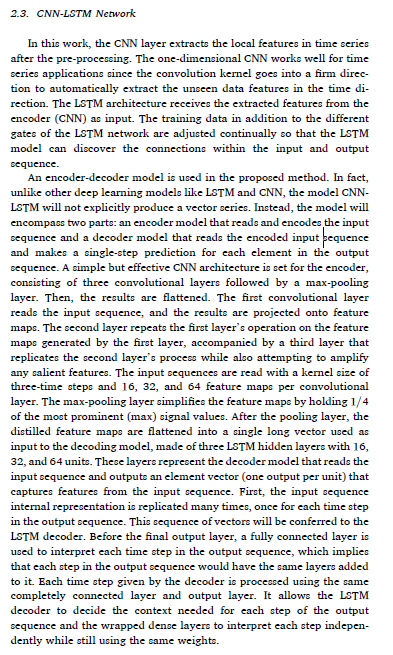 2.3. CNN-LSTM Network
In this work, the CNN layer extracts the local features in time series
after the pre-processing. The one-dimensional CNN works well for time
series applications since the convolution kernel goes into a firm direc-
tion to automatically extract the unseen data features in the time di-
rection. The LSTM architecture receives the extracted features from the
encoder (CNN) as input. The training data in addition to the different
gates of the LSTM network are adjusted continually so that the LSTM
model can discover the connections within the input and output
sequence.
An encoder-decoder model is used in the proposed method. In fact,
unlike other deep learning models like LSTM and CNN, the model CNN-
LSTM will not explicitly produce a vector series. Instead, the model will
encompass two parts: an encoder model that reads and encodes the input
sequence and a decoder model that reads the encoded input sequence
and makes a single-step prediction for each element in the output
sequence. A simple but effective CNN architecture is set for the encoder,
consisting of three convolutional layers followed by a max-pooling
layer. Then, the results are flattened. The first convolutional layer
reads the input sequence, and the results are projected onto feature
maps. The second layer repeats the first layer's operation on the feature
maps generated by the first layer, accompanied by a third layer that
replicates the second layer's process while also attempting to amplify
any salient features. The input sequences are read with a kernel size of
three-time steps and 16, 32, and 64 feature maps per convolutional
layer. The max-pooling layer simplifies the feature maps by holding 1/4
of the most prominent (max) signal values. After the pooling layer, the
distilled feature maps are flattened into a single long vector used as
input to the decoding model, made of three LSTM hidden layers with 16,
32, and 64 units. These layers represent the decoder model that reads the
input sequence and outputs an element vector (one output per unit) that
captures features from the input sequence. First, the input sequence
internal representation is replicated many times, once for each time step
in the output sequence. This sequence of vectors will be conferred to the
LSTM decoder. Before the final output layer, a fully connected layer is
used to interpret each time step in the output sequence, which implies
that each step in the output sequence would have the same layers added
to it. Each time step given by the decoder is processed using the same
completely connected layer and output layer. It allows the LSTM
decoder to decide the context needed for each step of the output
sequence and the wrapped dense layers to interpret each step indepen-
dently while still using the same weights.